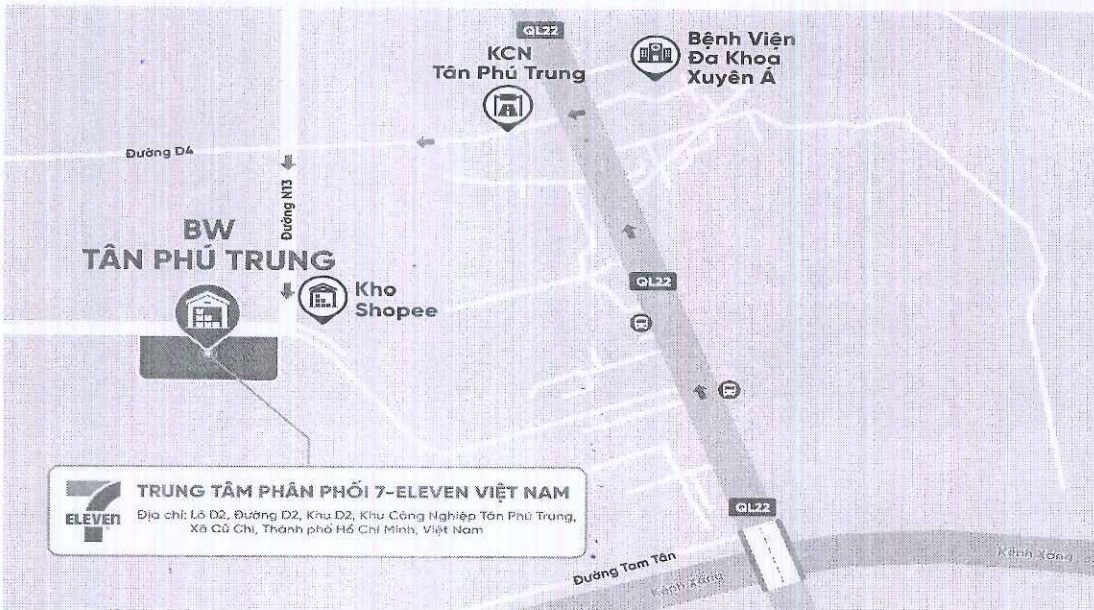 QL22
KCN
Tân Phú Trung
Bệnh Viện
Đa Khoa
Xuyên Á
Đường D4
Đường N13
BW
TÂN PHÚ TRUNG
Kho
Shopee
QL22
7
ELEVEN
TRUNG TÂM PHÂN PHỐI 7-ELEVEN VIỆT NAM
Địa chỉ: Lô D2, Đường D2, Khu D2, Khu Công Nghiệp Tân Phú Trung,
Xã Củ Chi, Thành phố Hồ Chí Minh, Việt Nam
QL22
Đường Tam Tân
Kênh Xáng
Kênh Xáng